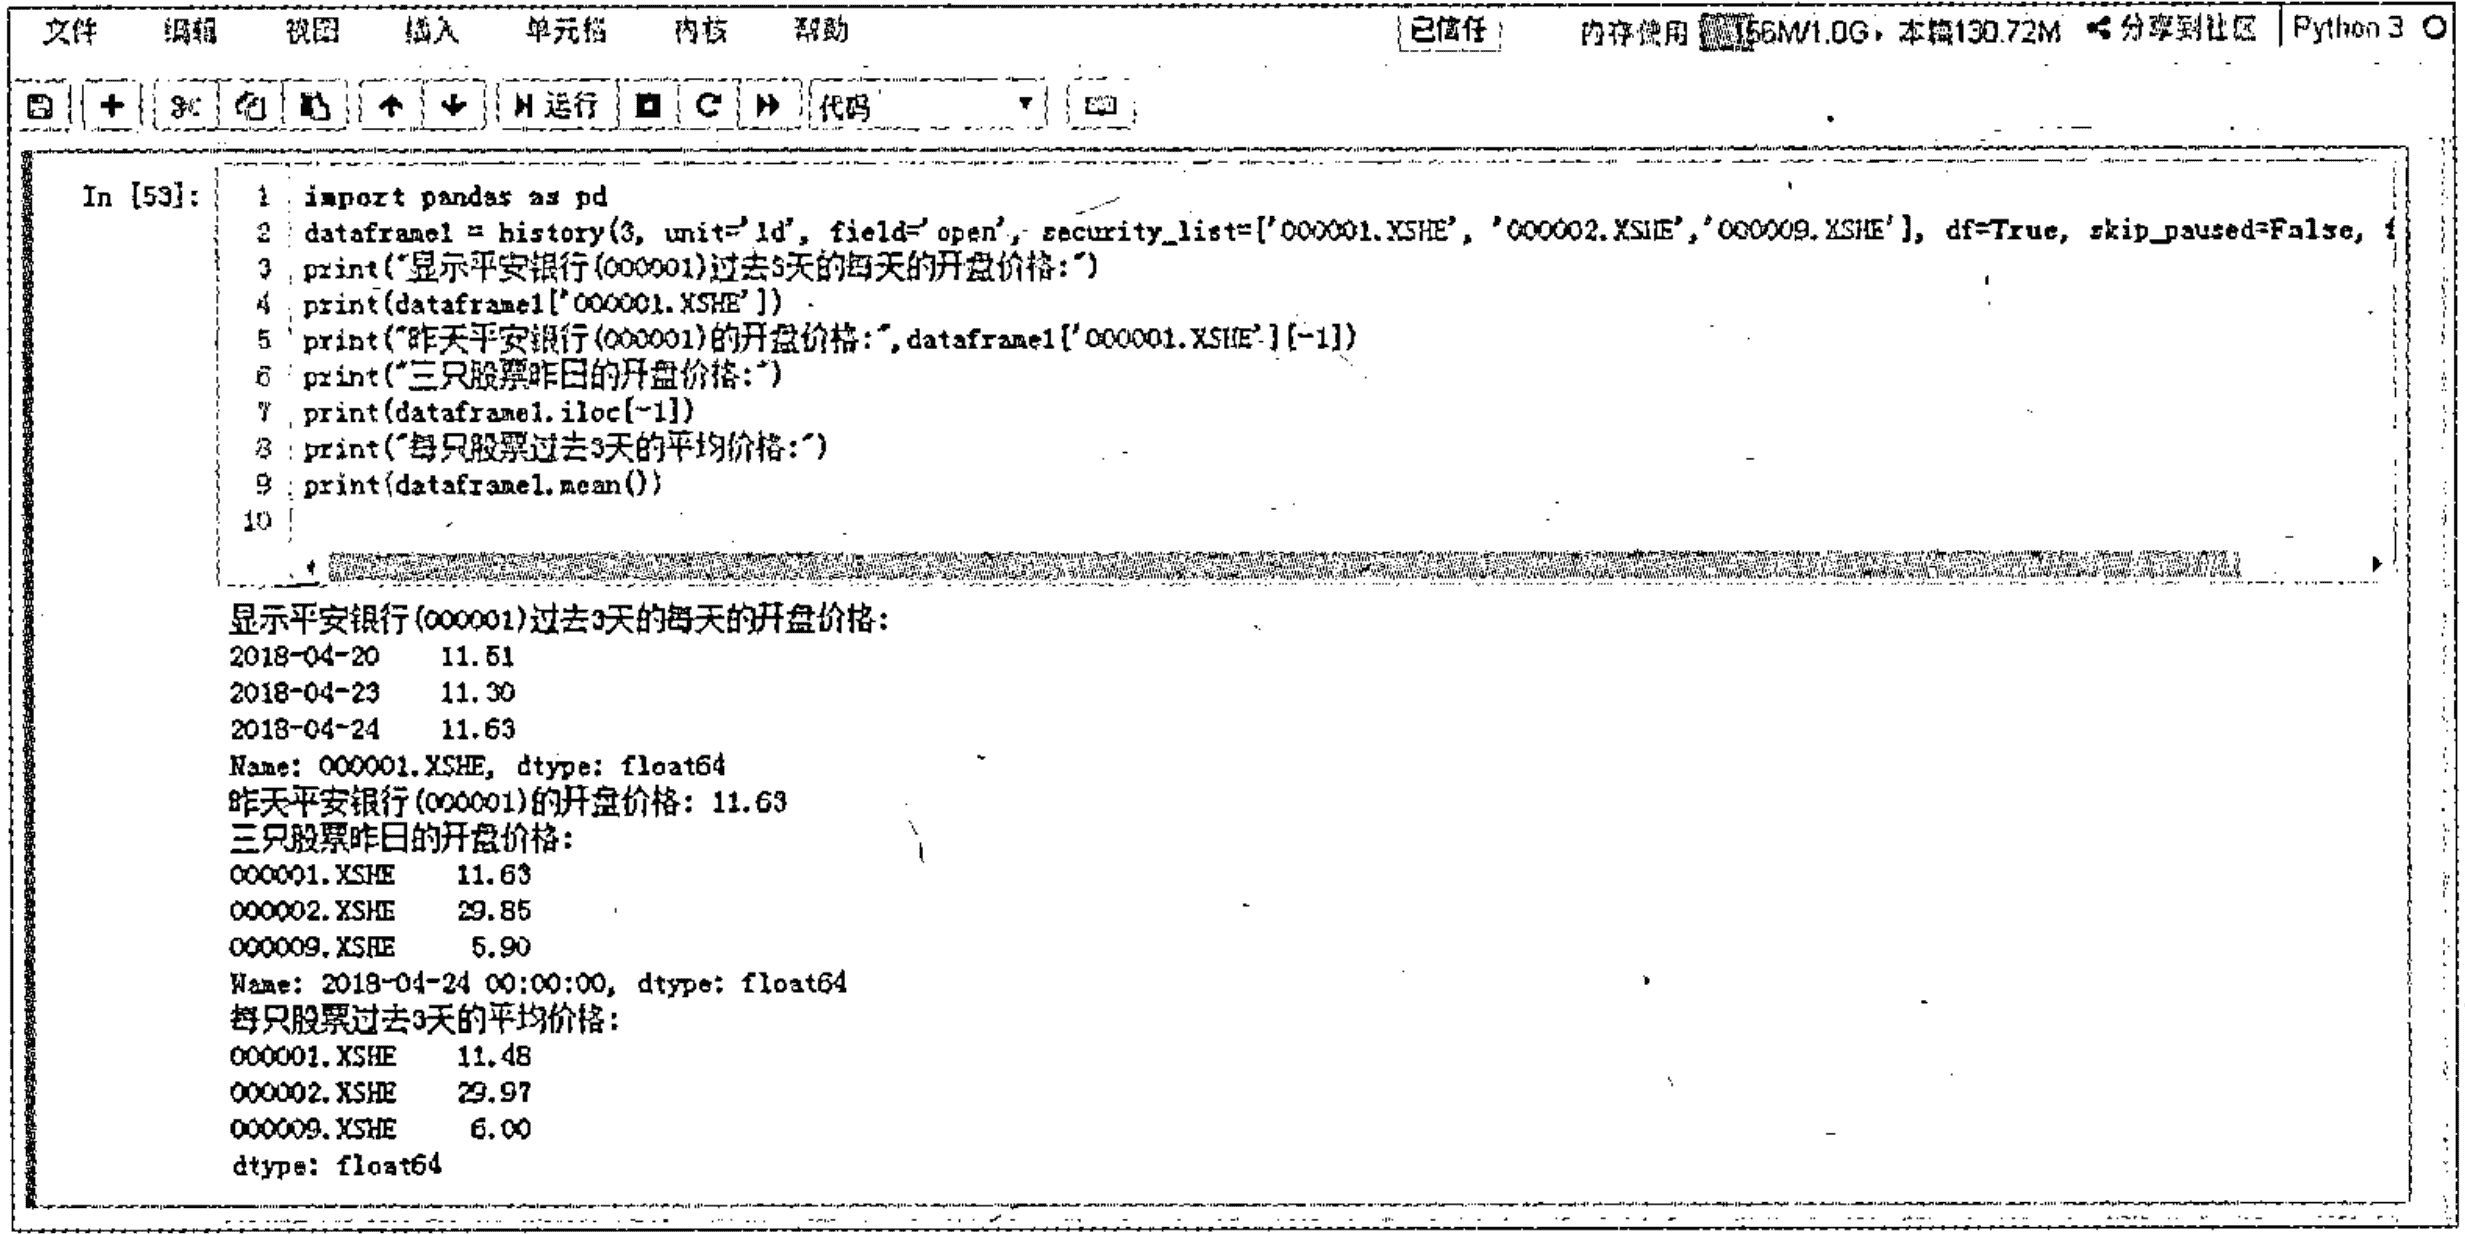 文件 编辑 视图 插入 单元格 内核 帮助 已信任 内存使用 156M/1.0G, 本篇130.72M 分享到社区 Python 3
运行 代码
In [53]:
1 import pandas as pd
2 dataframe1 = history(3, unit='1d', field='open', security_list=['000001.XSHE', '000002.XSHE','000009.XSHE'], df=True, skip_paused=False,
3 print("显示平安银行(000001)过去3天的每天的开盘价格:")
4 print(dataframe1['000001.XSHE'])
5 print("昨天平安银行(000001)的开盘价格:",dataframe1['000001.XSHE'][-1])
6 print("三只股票昨日的开盘价格:")
7 print(dataframe1.iloc[-1])
8 print("每只股票过去3天的平均价格:")
9 print(dataframe1.mean())
10
显示平安银行(000001)过去3天的每天的开盘价格:
2018-04-20 11.51
2018-04-23 11.30
2018-04-24 11.63
Name: 000001.XSHE, dtype: float64
昨天平安银行(000001)的开盘价格: 11.63
三只股票昨日的开盘价格:
000001.XSHE 11.63
000002.XSHE 29.85
000009.XSHE 5.90
Name: 2018-04-24 00:00:00, dtype: float64
每只股票过去3天的平均价格:
000001.XSHE 11.48
000002.XSHE 29.97
000009.XSHE 6.00
dtype: float64